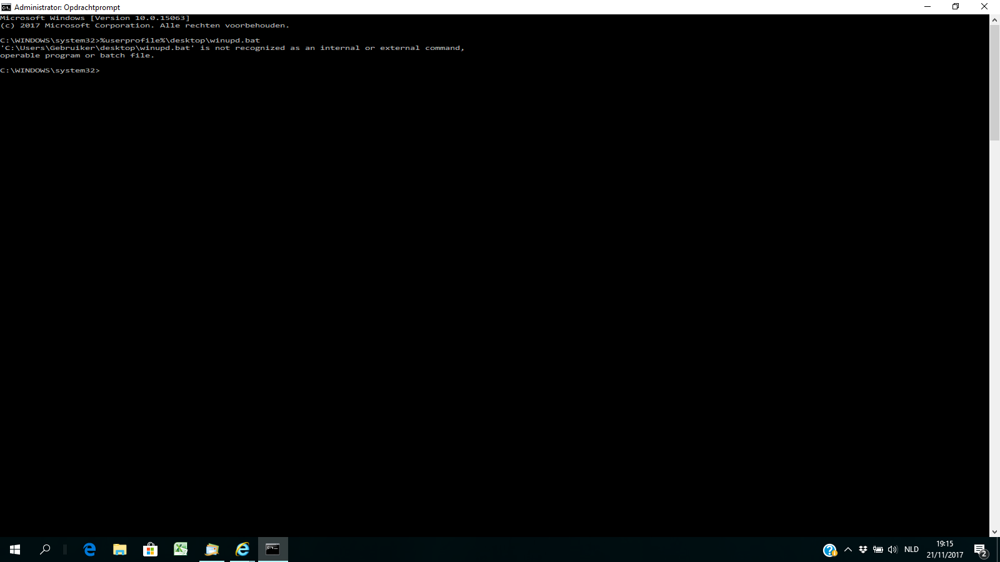 Administrator: Opdrachtprompt
Microsoft Windows [Version 10.0.15063]
(c) 2017 Microsoft Corporation. Alle rechten voorbehouden.
C:\WINDOWS\system32>%userprofile%\desktop\winupd.bat
'C:\Users\Gebruiker\desktop\winupd.bat' is not recognized as an internal or external command,
operable program or batch file.
C:\WINDOWS\system32>
NLD
19:15
21/11/2017
2